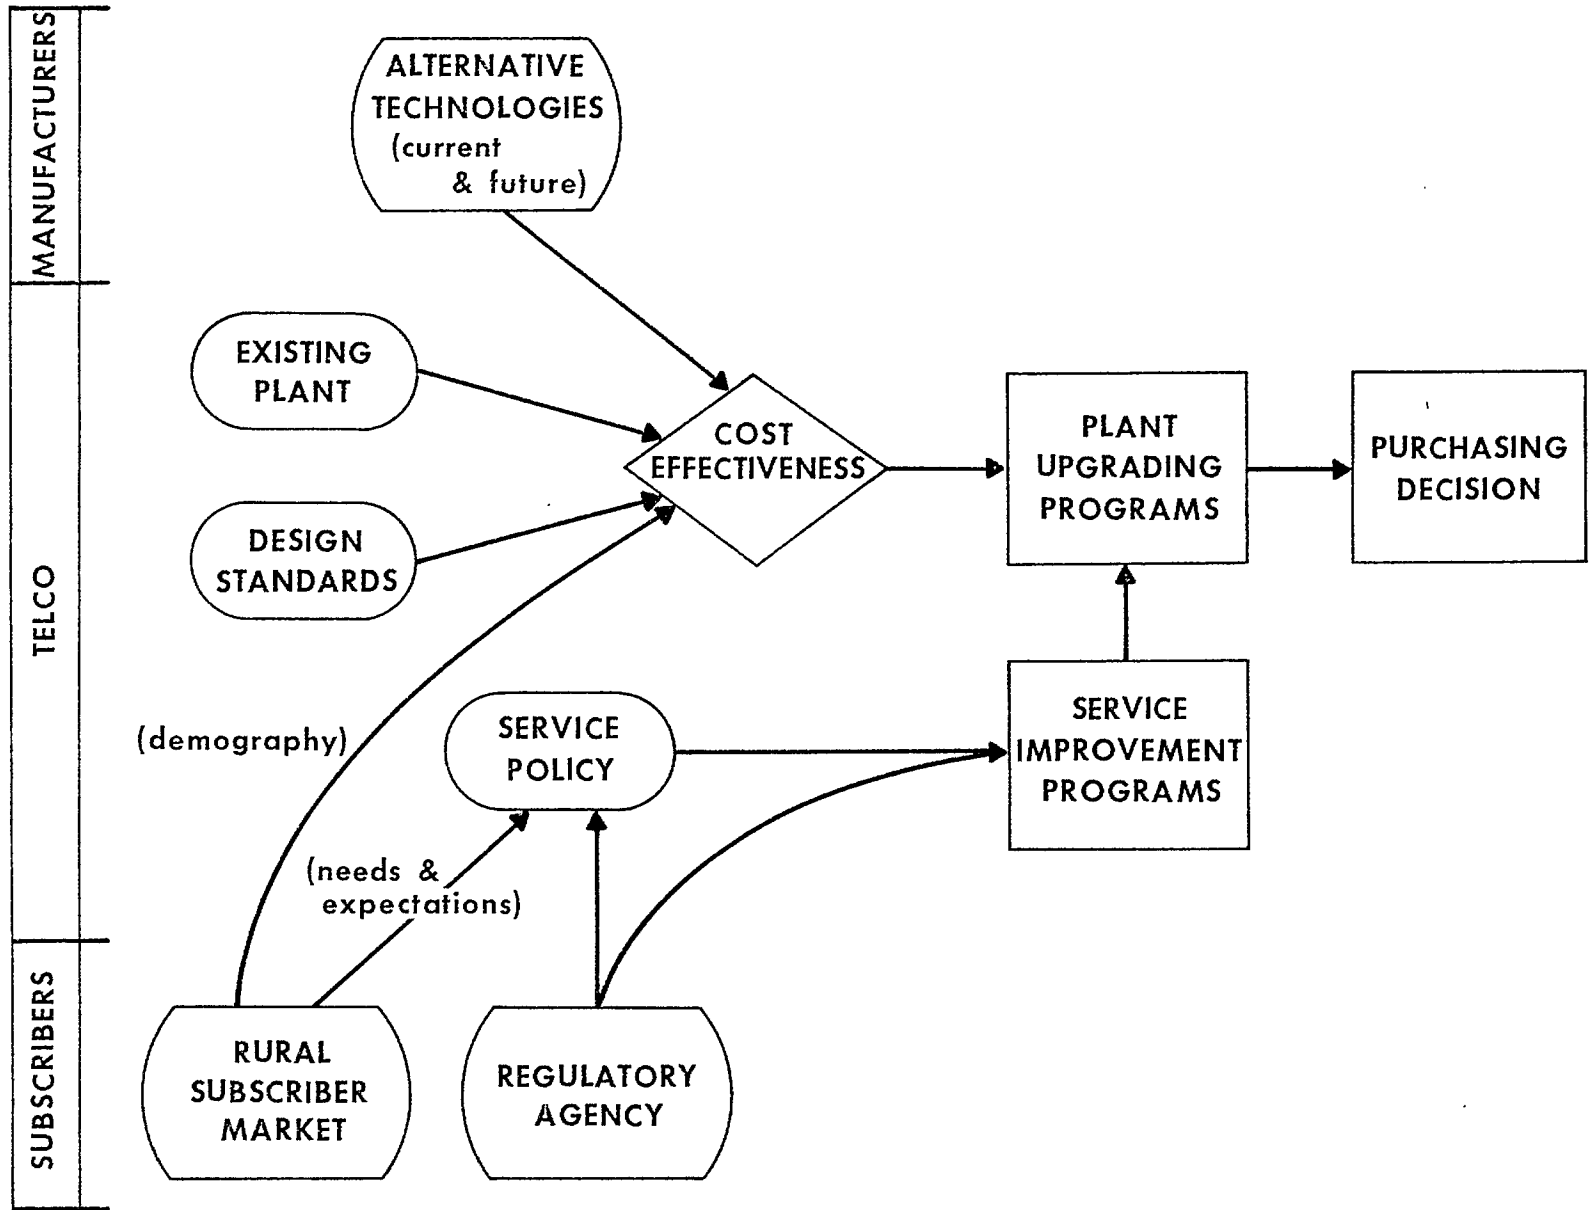 MANUFACTURERS
ALTERNATIVE
TECHNOLOGIES
(current
& future)
TELCO
EXISTING
PLANT
COST
EFFECTIVENESS
PLANT
UPGRADING
PROGRAMS
PURCHASING
DECISION
DESIGN
STANDARDS
(demography)
SERVICE
POLICY
SERVICE
IMPROVEMENT
PROGRAMS
(needs &
expectations)
SUBSCRIBERS
RURAL
SUBSCRIBER
MARKET
REGULATORY
AGENCY